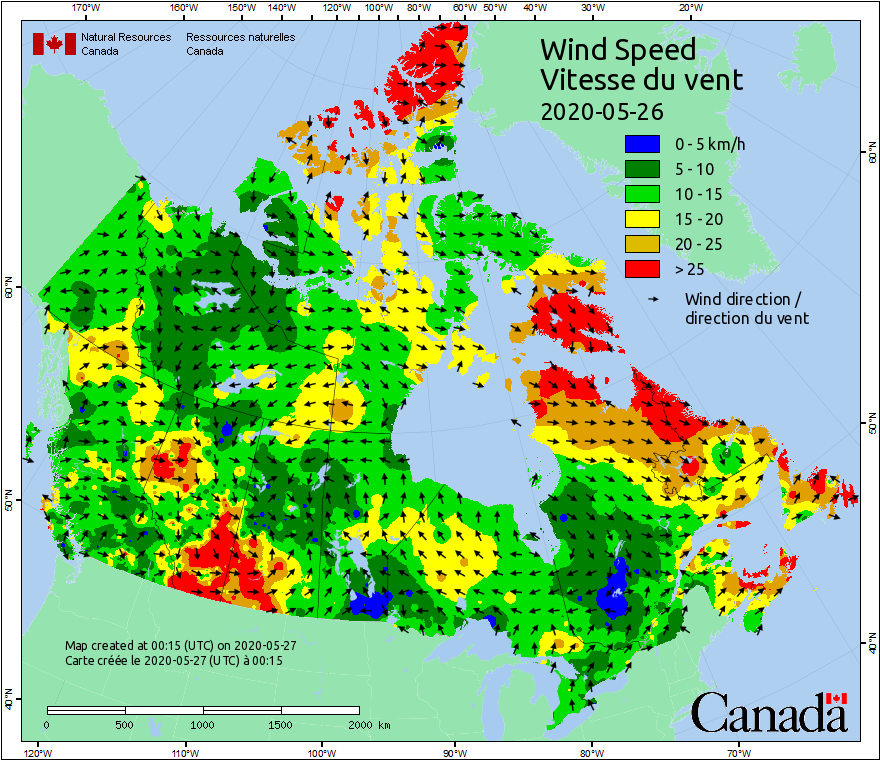 170°W 160°W 150°W 140°W 120°W 100°W 80°W 60°W 50°W 40°W 30°W 20°W
Natural Resources Ressources naturelles
Canada Canada
Wind Speed
Vitesse du vent
2020-05-26
0 - 5 km/h
5 - 10
10 - 15
15 - 20
20 - 25
> 25
Wind direction /
direction du vent
60°N
60°N
50°N
50°N
40°N
40°N
Map created at 00:15 (UTC) on 2020-05-27
Carte créée le 2020-05-27 (UTC) à 00:15
0 500 1000 1500 2000 km
Canada
120°W 110°W 100°W 90°W 80°W 70°W